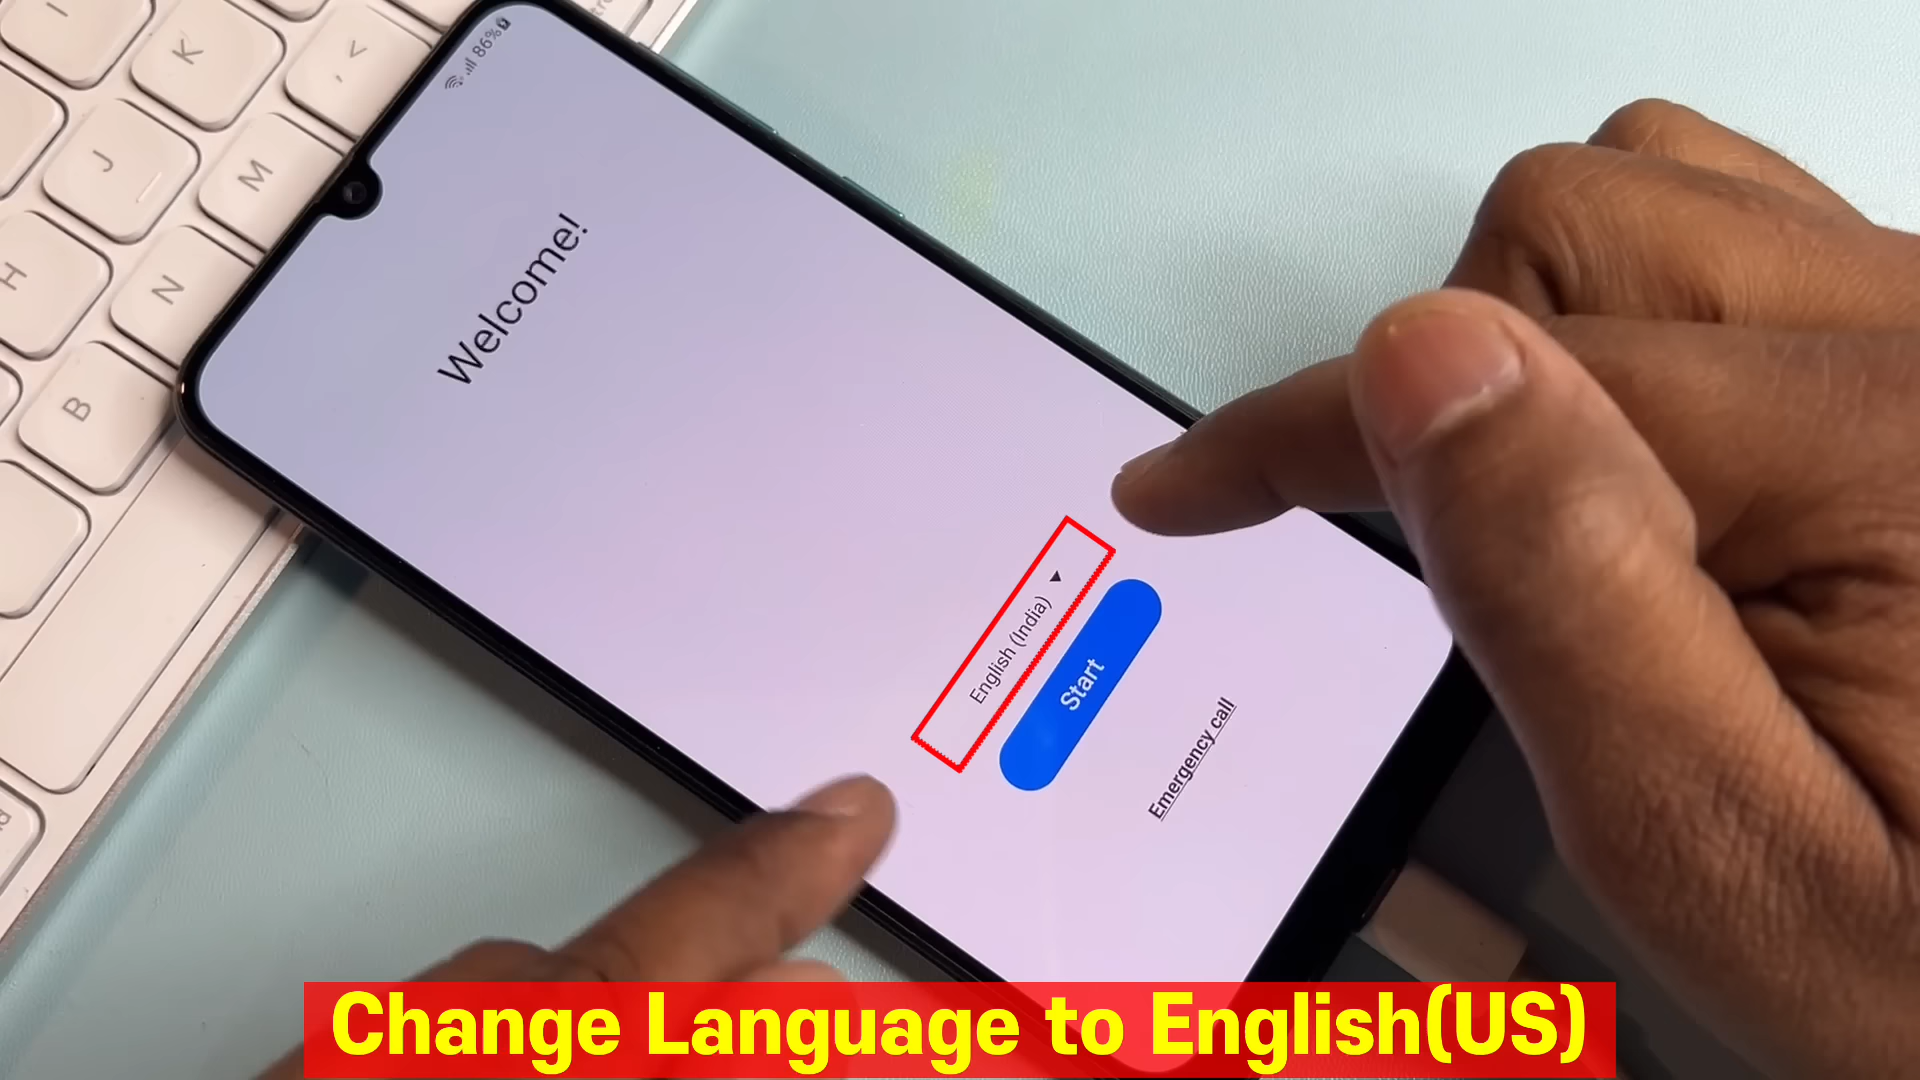 86%
Welcome!
English (India)
Start
Emergency call
K
<
,
J
M
H
N
B
Change Language to English(US)